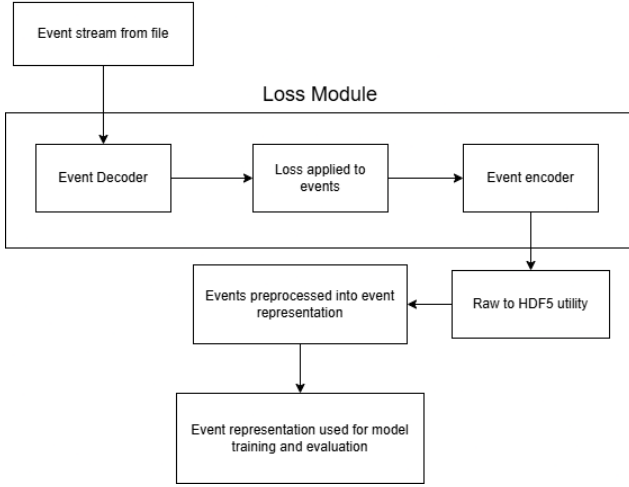 Event stream from file
Loss Module
Event Decoder
Loss applied to
events
Event encoder
Events preprocessed into event
representation
Raw to HDF5 utility
Event representation used for model
training and evaluation